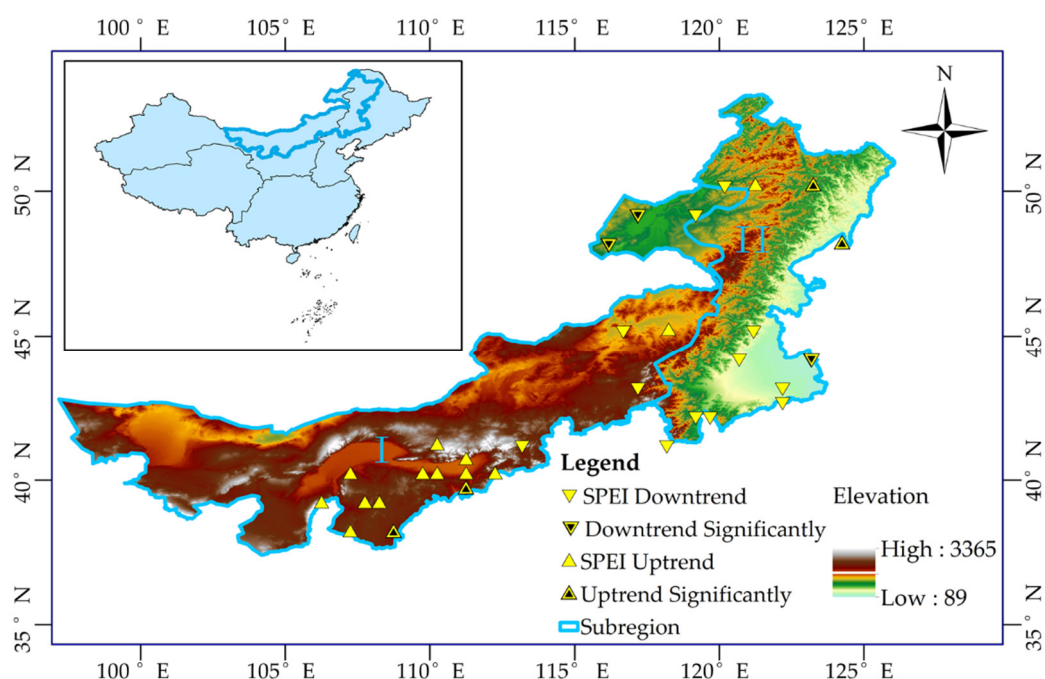 100° E 105° E 110° E 115° E 120° E 125° E
N
50° N
50° N
II
45° N
45° N
I
40° N
40° N
Legend
SPEI Downtrend
Downtrend Significantly
SPEI Uptrend
Uptrend Significantly
Subregion
Elevation
High : 3365
Low : 89
35° N
35° N
100° E 105° E 110° E 115° E 120° E 125° E